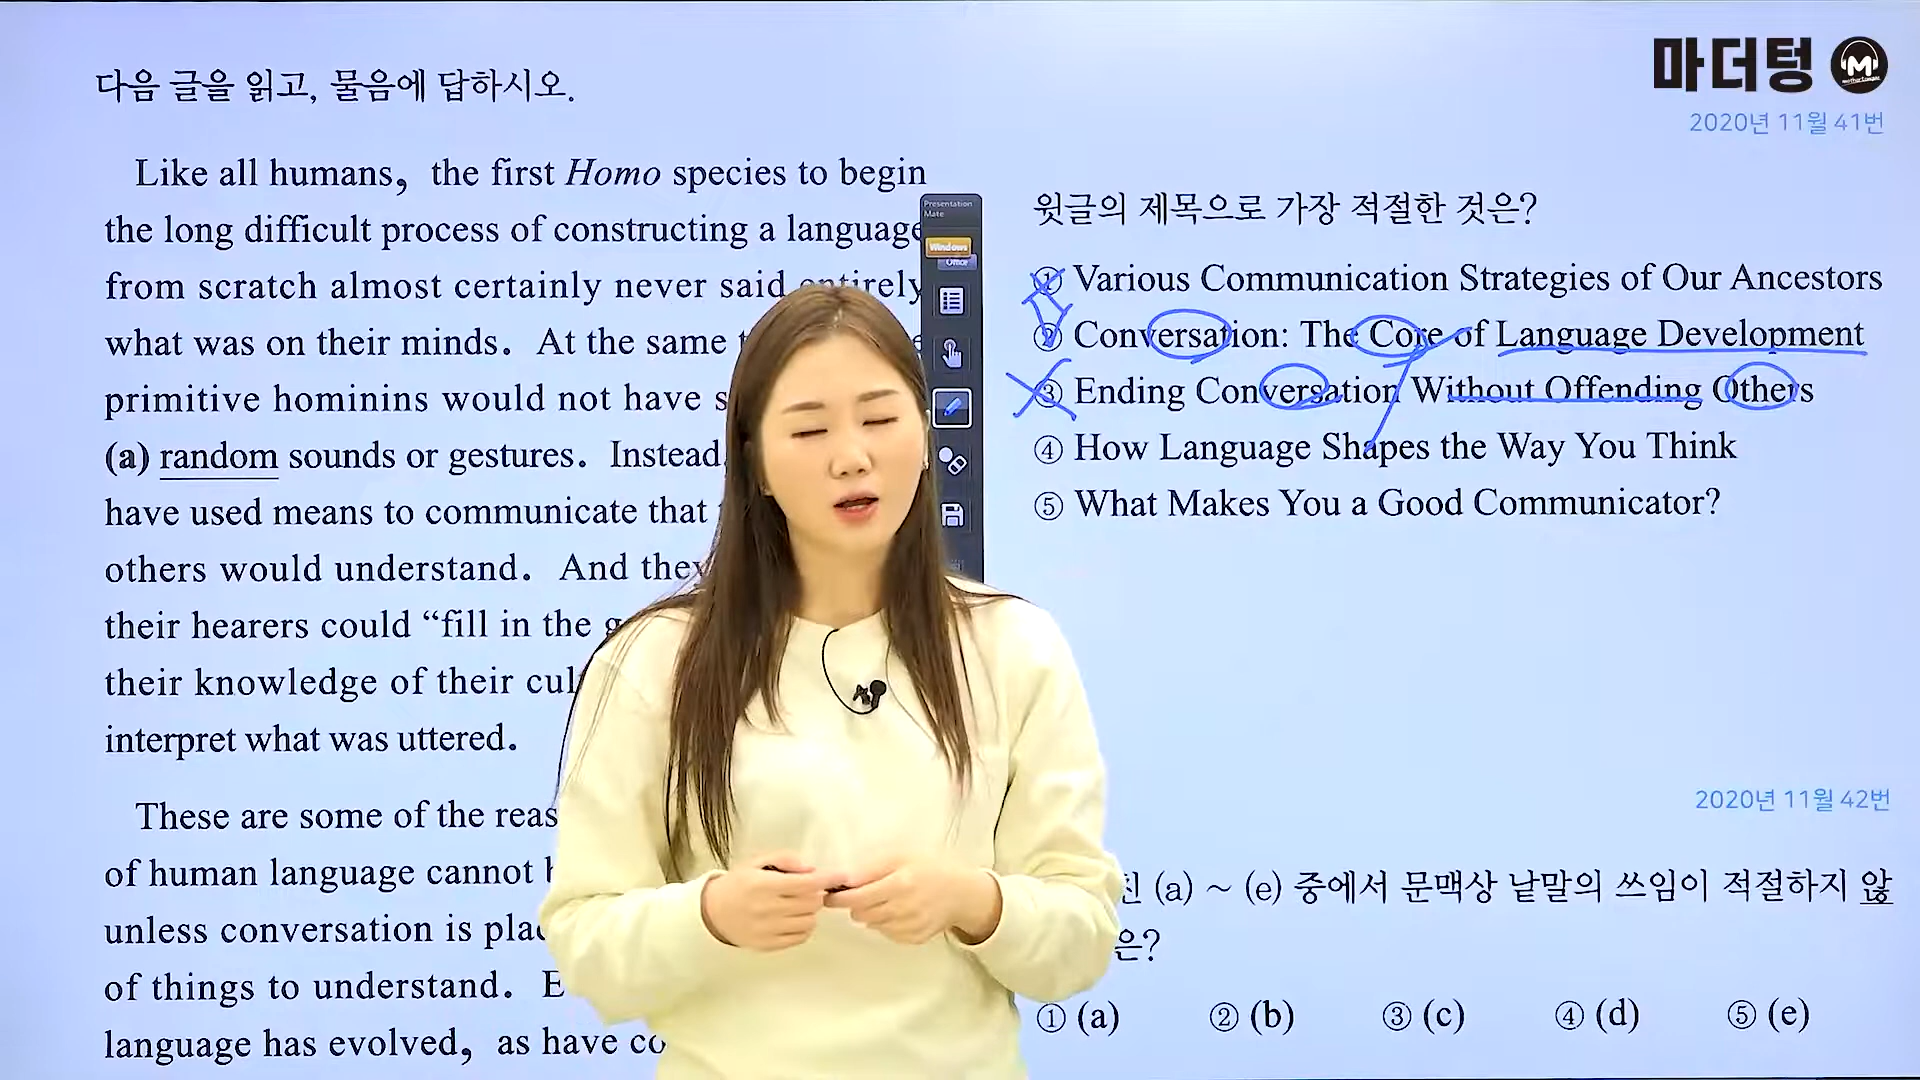 다음 글을 읽고, 물음에 답하시오.
Like all humans, the first Homo species to begin
the long difficult process of constructing a language
from scratch almost certainly never said entirely
what was on their minds. At the same
primitive hominins would not have
(a) random sounds or gestures. Instead,
have used means to communicate that
others would understand. And they
their hearers could “fill in the
their knowledge of their
interpret what was uttered.
These are some of the
of human language cannot
unless conversation is
of things to understand.
language has evolved, as have
Presentation
Mate
Windows
Office
마더텅
M
2020년 11월 41번
윗글의 제목으로 가장 적절한 것은?
① Various Communication Strategies of Our Ancestors
② Conversation: The Core of Language Development
③ Ending Conversation Without Offending Others
④ How Language Shapes the Way You Think
⑤ What Makes You a Good Communicator?
2020년 11월 42번
친 (a) ~ (e) 중에서 문맥상 낱말의 쓰임이 적절하지 않
은?
① (a) ② (b) ③ (c) ④ (d) ⑤ (e)